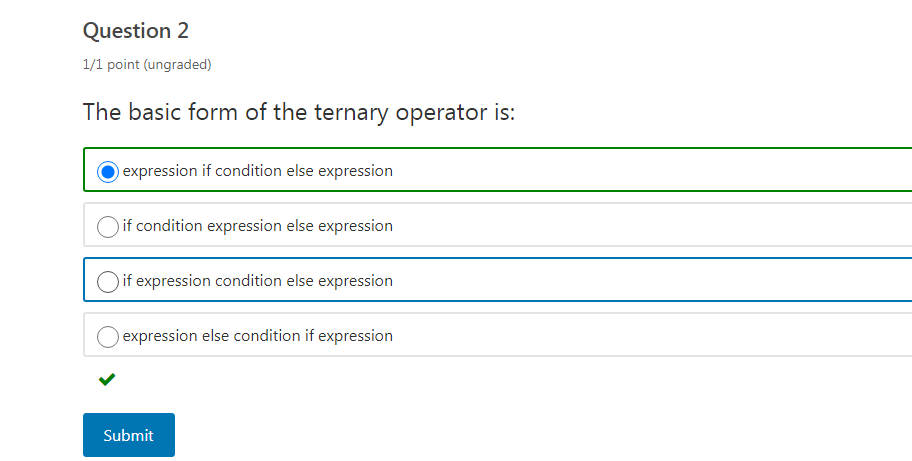 Question 2
1/1 point (ungraded)
The basic form of the ternary operator is:
expression if condition else expression
if condition expression else expression
if expression condition else expression
expression else condition if expression
Submit